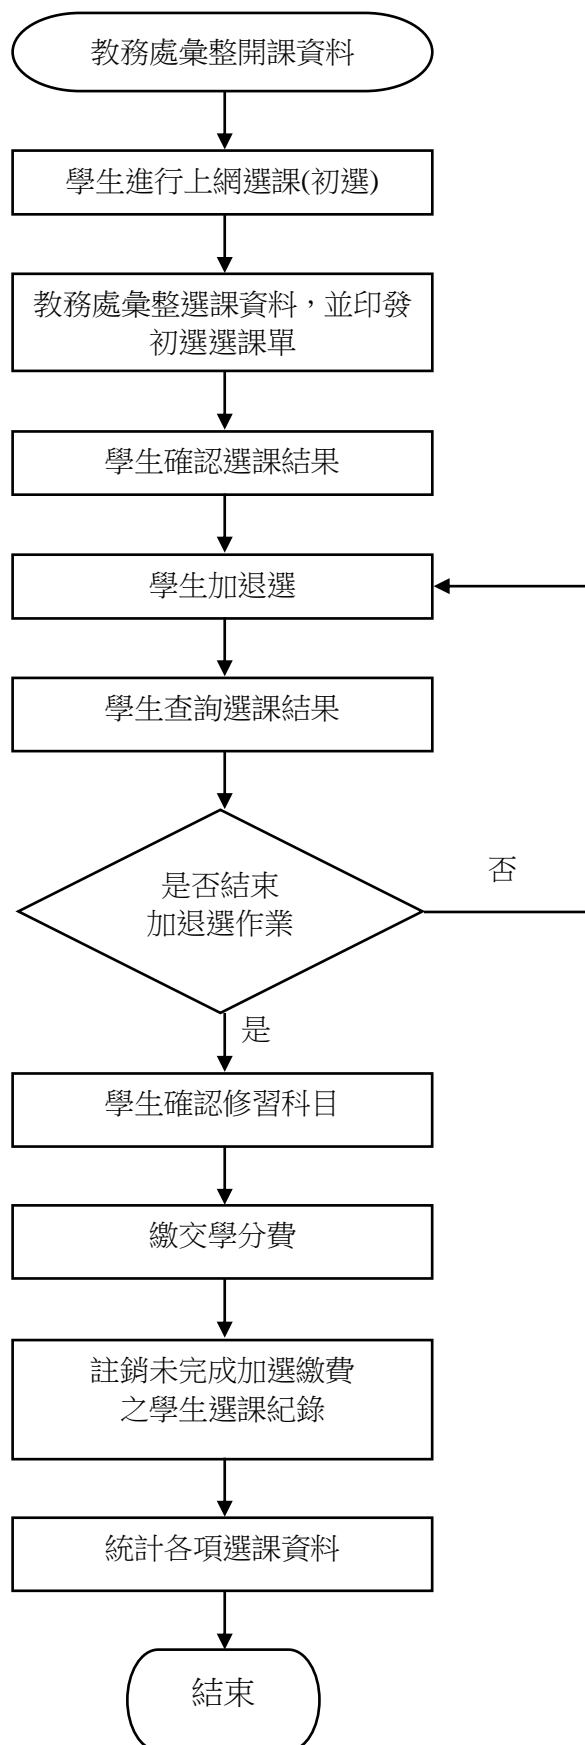 教務處彙整開課資料
學生進行上網選課(初選)
教務處彙整選課資料，並印發
初選選課單
學生確認選課結果
學生加退選
學生查詢選課結果
是否結束
加退選作業
否
是
學生確認修習科目
繳交學分費
註銷未完成加選繳費
之學生選課紀錄
統計各項選課資料
結束